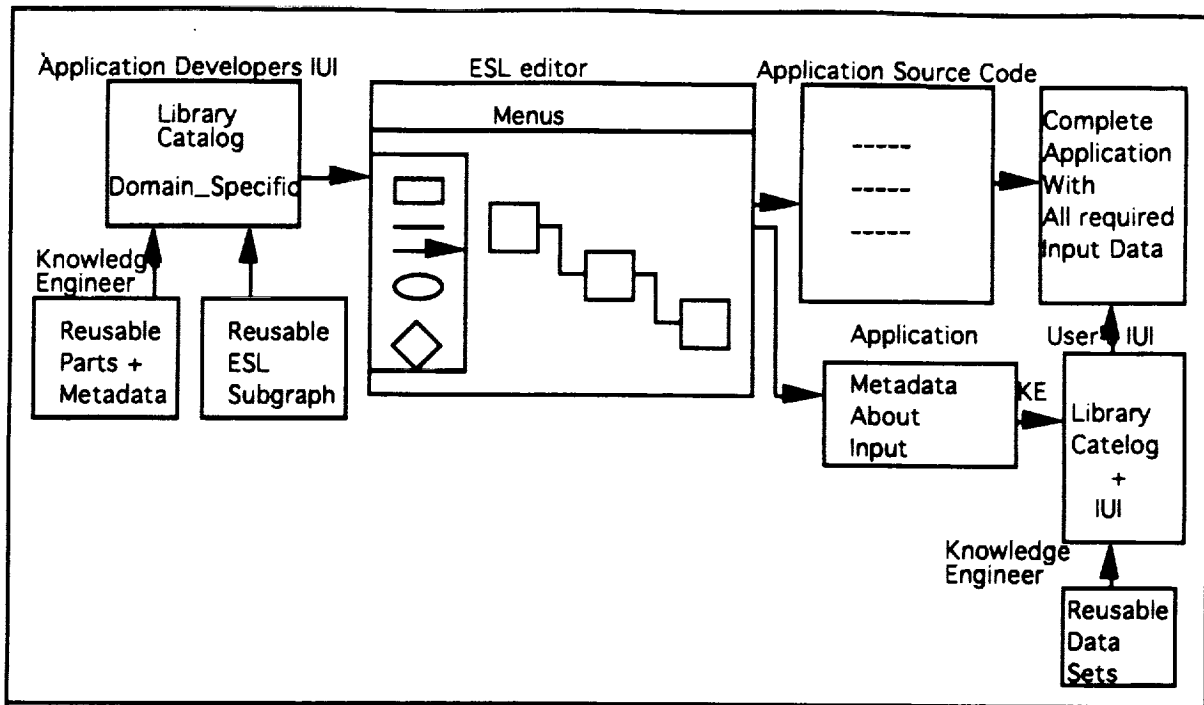 Application Developers IUI
Library
Catalog
Domain_Specific
Knowledge
Engineer
Reusable
Parts +
Metadata
Reusable
ESL
Subgraph
ESL editor
Menus
Application Source Code
-----
-----
-----
Complete
Application
With
All required
Input Data
Application
Metadata
About
Input
KE
User IUI
Library
Catelog
+
IUI
Knowledge
Engineer
Reusable
Data
Sets